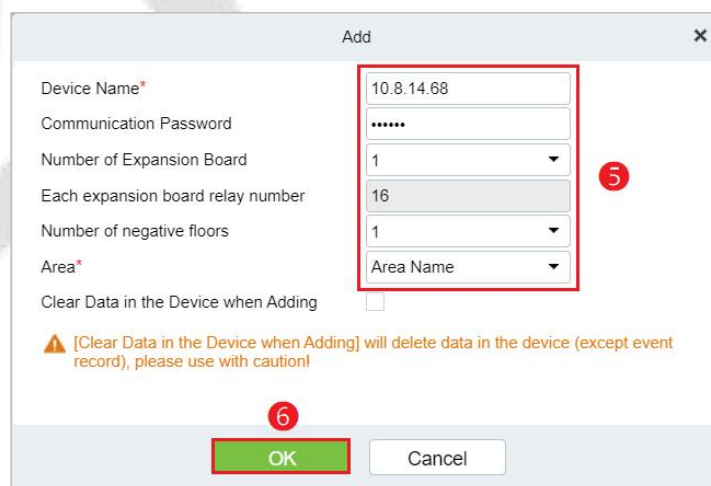 Add
×
Device Name* 10.8.14.68
Communication Password ••••••
Number of Expansion Board 1
Each expansion board relay number 16
5
Number of negative floors 1
Area* Area Name
Clear Data in the Device when Adding
[Clear Data in the Device when Adding] will delete data in the device (except event
record), please use with caution!
6
OK Cancel